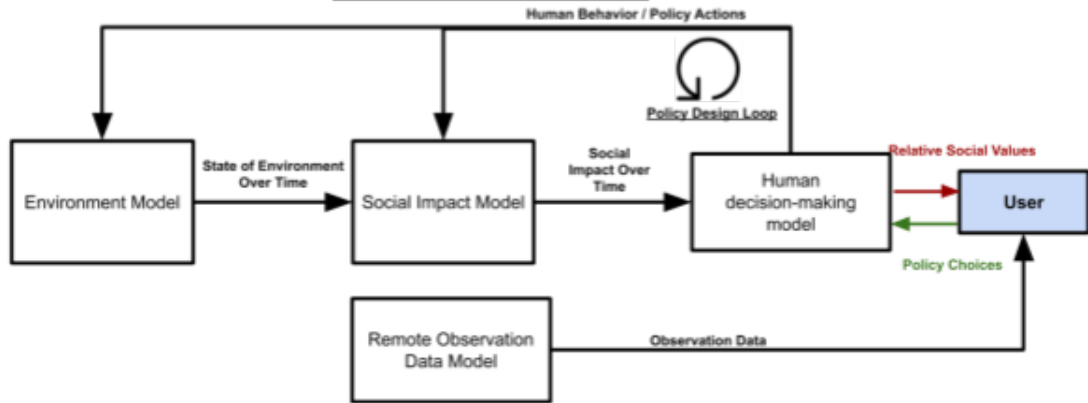 Human Behavior / Policy Actions
Policy Design Loop
State of Environment
Over Time
Social
Impact Over
Time
Relative Social Values
Environment Model
Social Impact Model
Human
decision-making
model
User
Policy Choices
Remote Observation
Data Model
Observation Data